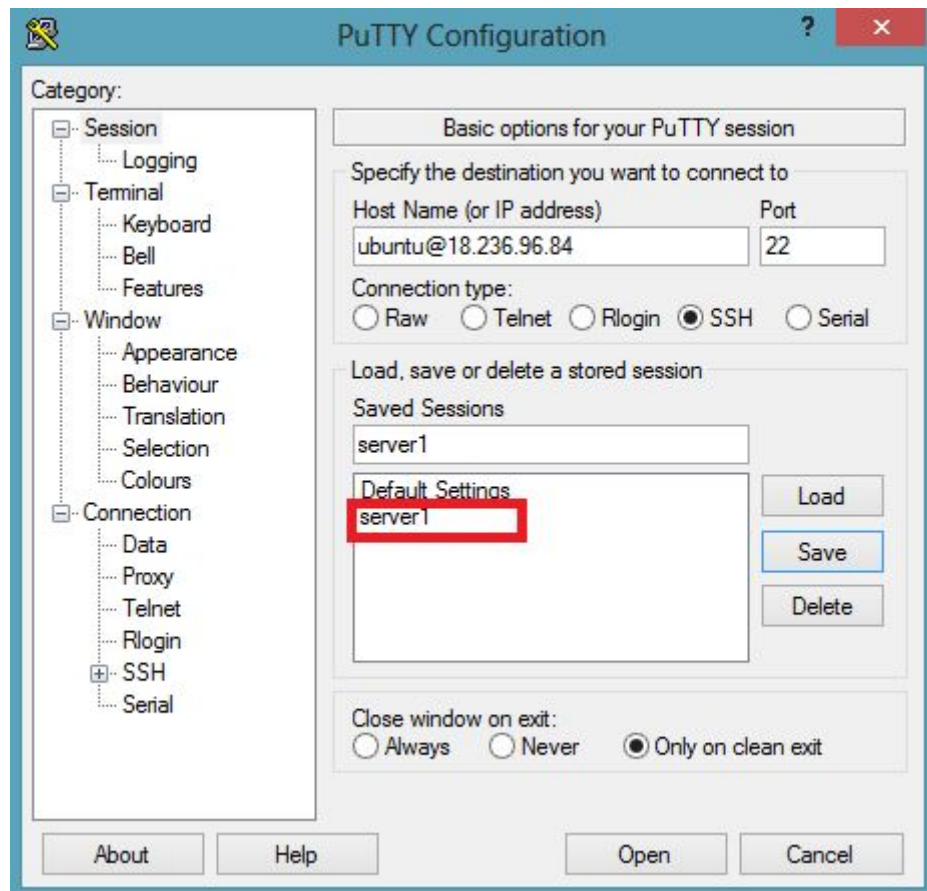 PuTTY Configuration
? ×
Category:
Session
Logging
Terminal
Keyboard
Bell
Features
Window
Appearance
Behaviour
Translation
Selection
Colours
Connection
Data
Proxy
Telnet
Rlogin
SSH
Serial
Basic options for your PuTTY session
Specify the destination you want to connect to
Host Name (or IP address) Port
ubuntu@18.236.96.84 22
Connection type:
Raw Telnet Rlogin SSH Serial
Load, save or delete a stored session
Saved Sessions
server1
Default Settings
server1
Load
Save
Delete
Close window on exit:
Always Never Only on clean exit
About Help Open Cancel